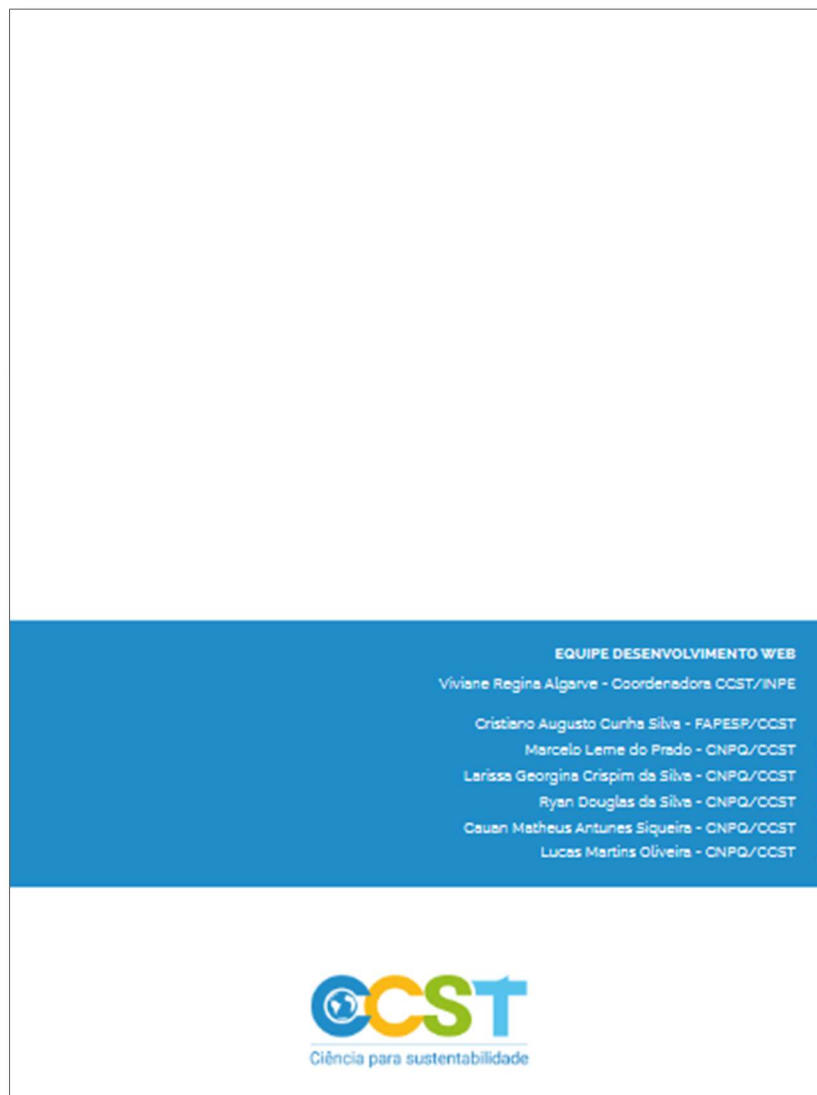 EQUIPE DESENVOLVIMENTO WEB
Viviane Regina Algarve - Coordenadora CCST/INPE
Cristiano Augusto Cunha Silva - FAPESP/CCST
Marcelo Leme do Prado - CNPQ/CCST
Larissa Georgina Crispim da Silva - CNPQ/CCST
Ryan Douglas da Silva - CNPQ/CCST
Cauan Matheus Antunes Siqueira - CNPQ/CCST
Lucas Martins Oliveira - CNPQ/CCST
CCST
Ciência para sustentabilidade